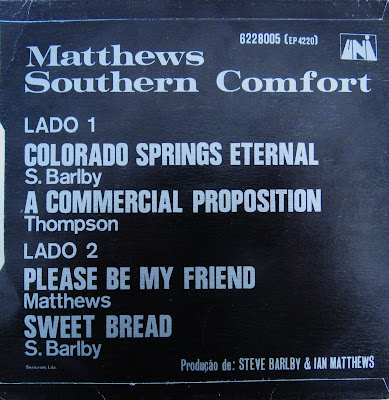 6228005 (EP 4220)
UNI
Matthews
Southern Comfort
LADO 1
COLORADO SPRINGS ETERNAL
S. Barlby
A COMMERCIAL PROPOSITION
Thompson
LADO 2
PLEASE BE MY FRIEND
Matthews
SWEET BREAD
S. Barlby
Produção de: STEVE BARLBY & IAN MATTHEWS